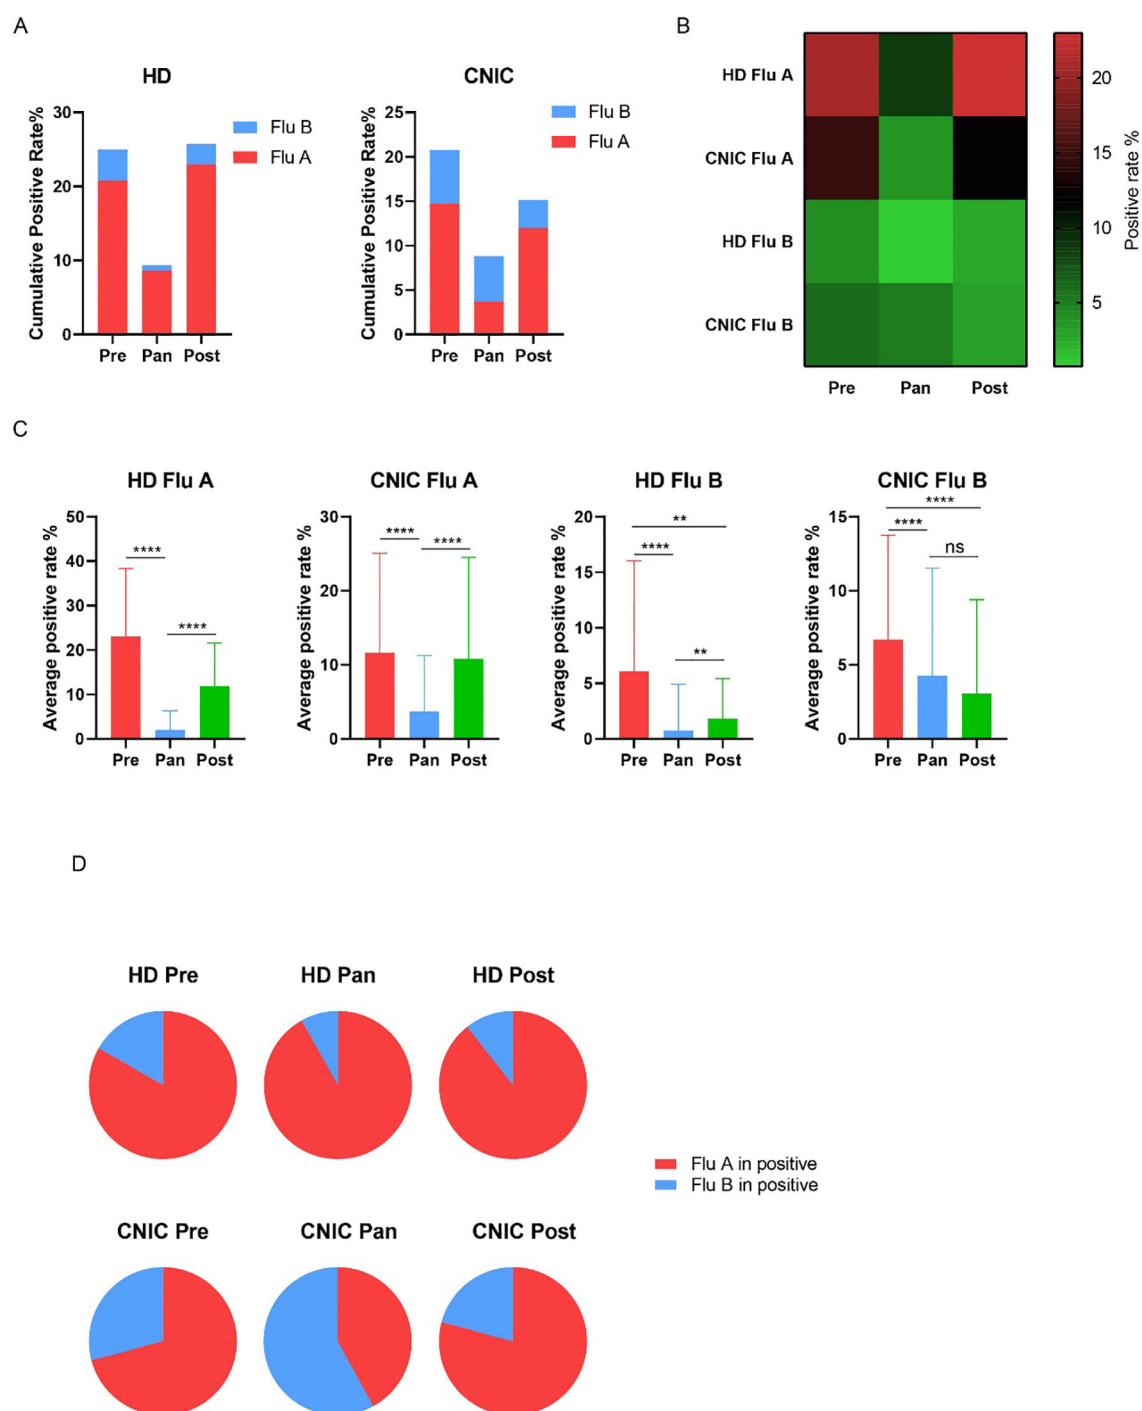 A
HD
Cumulative Positive Rate%
30
20
10
0
Pre Pan Post
Flu B
Flu A
CNIC
Cumulative Positive Rate%
25
20
15
10
5
0
Pre Pan Post
Flu B
Flu A
B
HD Flu A
CNIC Flu A
HD Flu B
CNIC Flu B
Pre Pan Post
20
15
10
5
Positive rate %
C
HD Flu A
Average positive rate %
50
40
30
20
10
0
****
****
Pre Pan Post
CNIC Flu A
Average positive rate %
30
20
10
0
**** ****
Pre Pan Post
HD Flu B
Average positive rate %
20
15
10
5
0
**
****
**
Pre Pan Post
CNIC Flu B
Average positive rate %
15
10
5
0
****
****
ns
Pre Pan Post
D
HD Pre HD Pan HD Post
Flu A in positive
Flu B in positive
CNIC Pre CNIC Pan CNIC Post